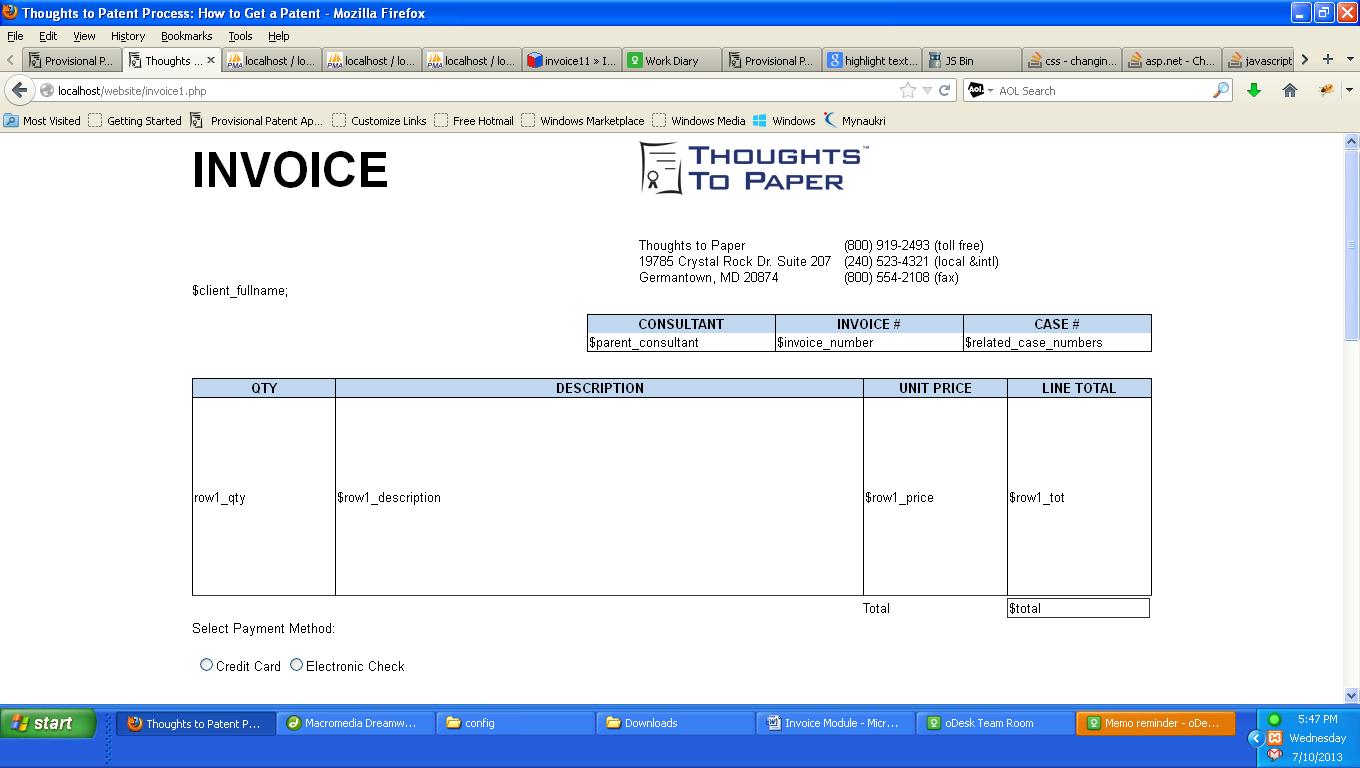 Thoughts to Patent Process: How to Get a Patent - Mozilla Firefox
File Edit View History Bookmarks Tools Help
Provisional P... Thoughts ... localhost / lo... localhost / lo... localhost / lo... invoice11 » I... Work Diary Provisional P... highlight text... JS Bin css - changin... asp.net - Ch... javascript
localhost/website/invoice1.php AOL AOL Search
Most Visited Getting Started Provisional Patent Ap... Customize Links Free Hotmail Windows Marketplace Windows Media Windows Mynaukri
INVOICE
THOUGHTS™
TO PAPER
Thoughts to Paper (800) 919-2493 (toll free)
19785 Crystal Rock Dr. Suite 207 (240) 523-4321 (local &intl)
Germantown, MD 20874 (800) 554-2108 (fax)
$client_fullname;
CONSULTANT INVOICE # CASE #
$parent_consultant $invoice_number $related_case_numbers
QTY DESCRIPTION UNIT PRICE LINE TOTAL
row1_qty $row1_description $row1_price $row1_tot
Total $total
Select Payment Method:
Credit Card Electronic Check
start Thoughts to Patent P... Macromedia Dreamw... config Downloads Invoice Module - Micr... oDesk Team Room Memo reminder - oDe... 5:47 PM
Wednesday
7/10/2013